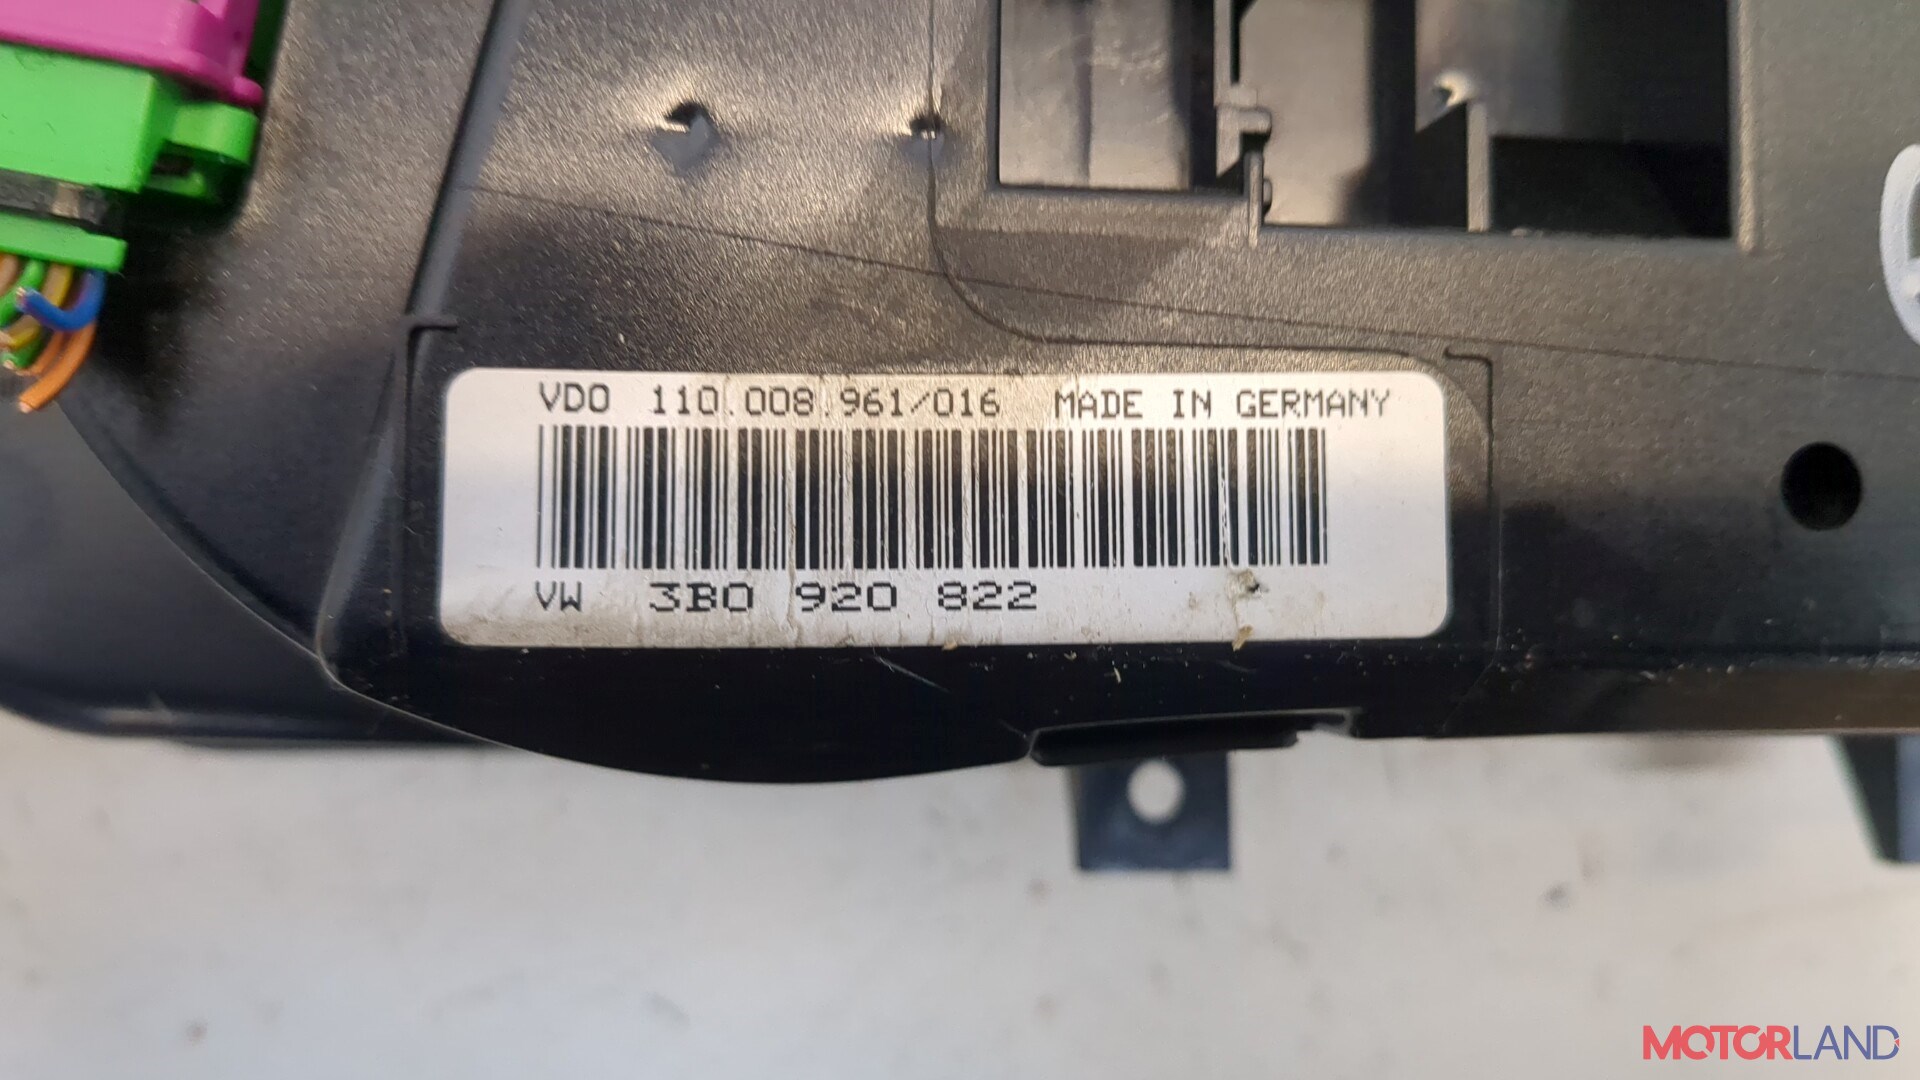 VDO 110.008.961/016 MADE IN GERMANY
VW 3B0 920 822
MOTORLAND